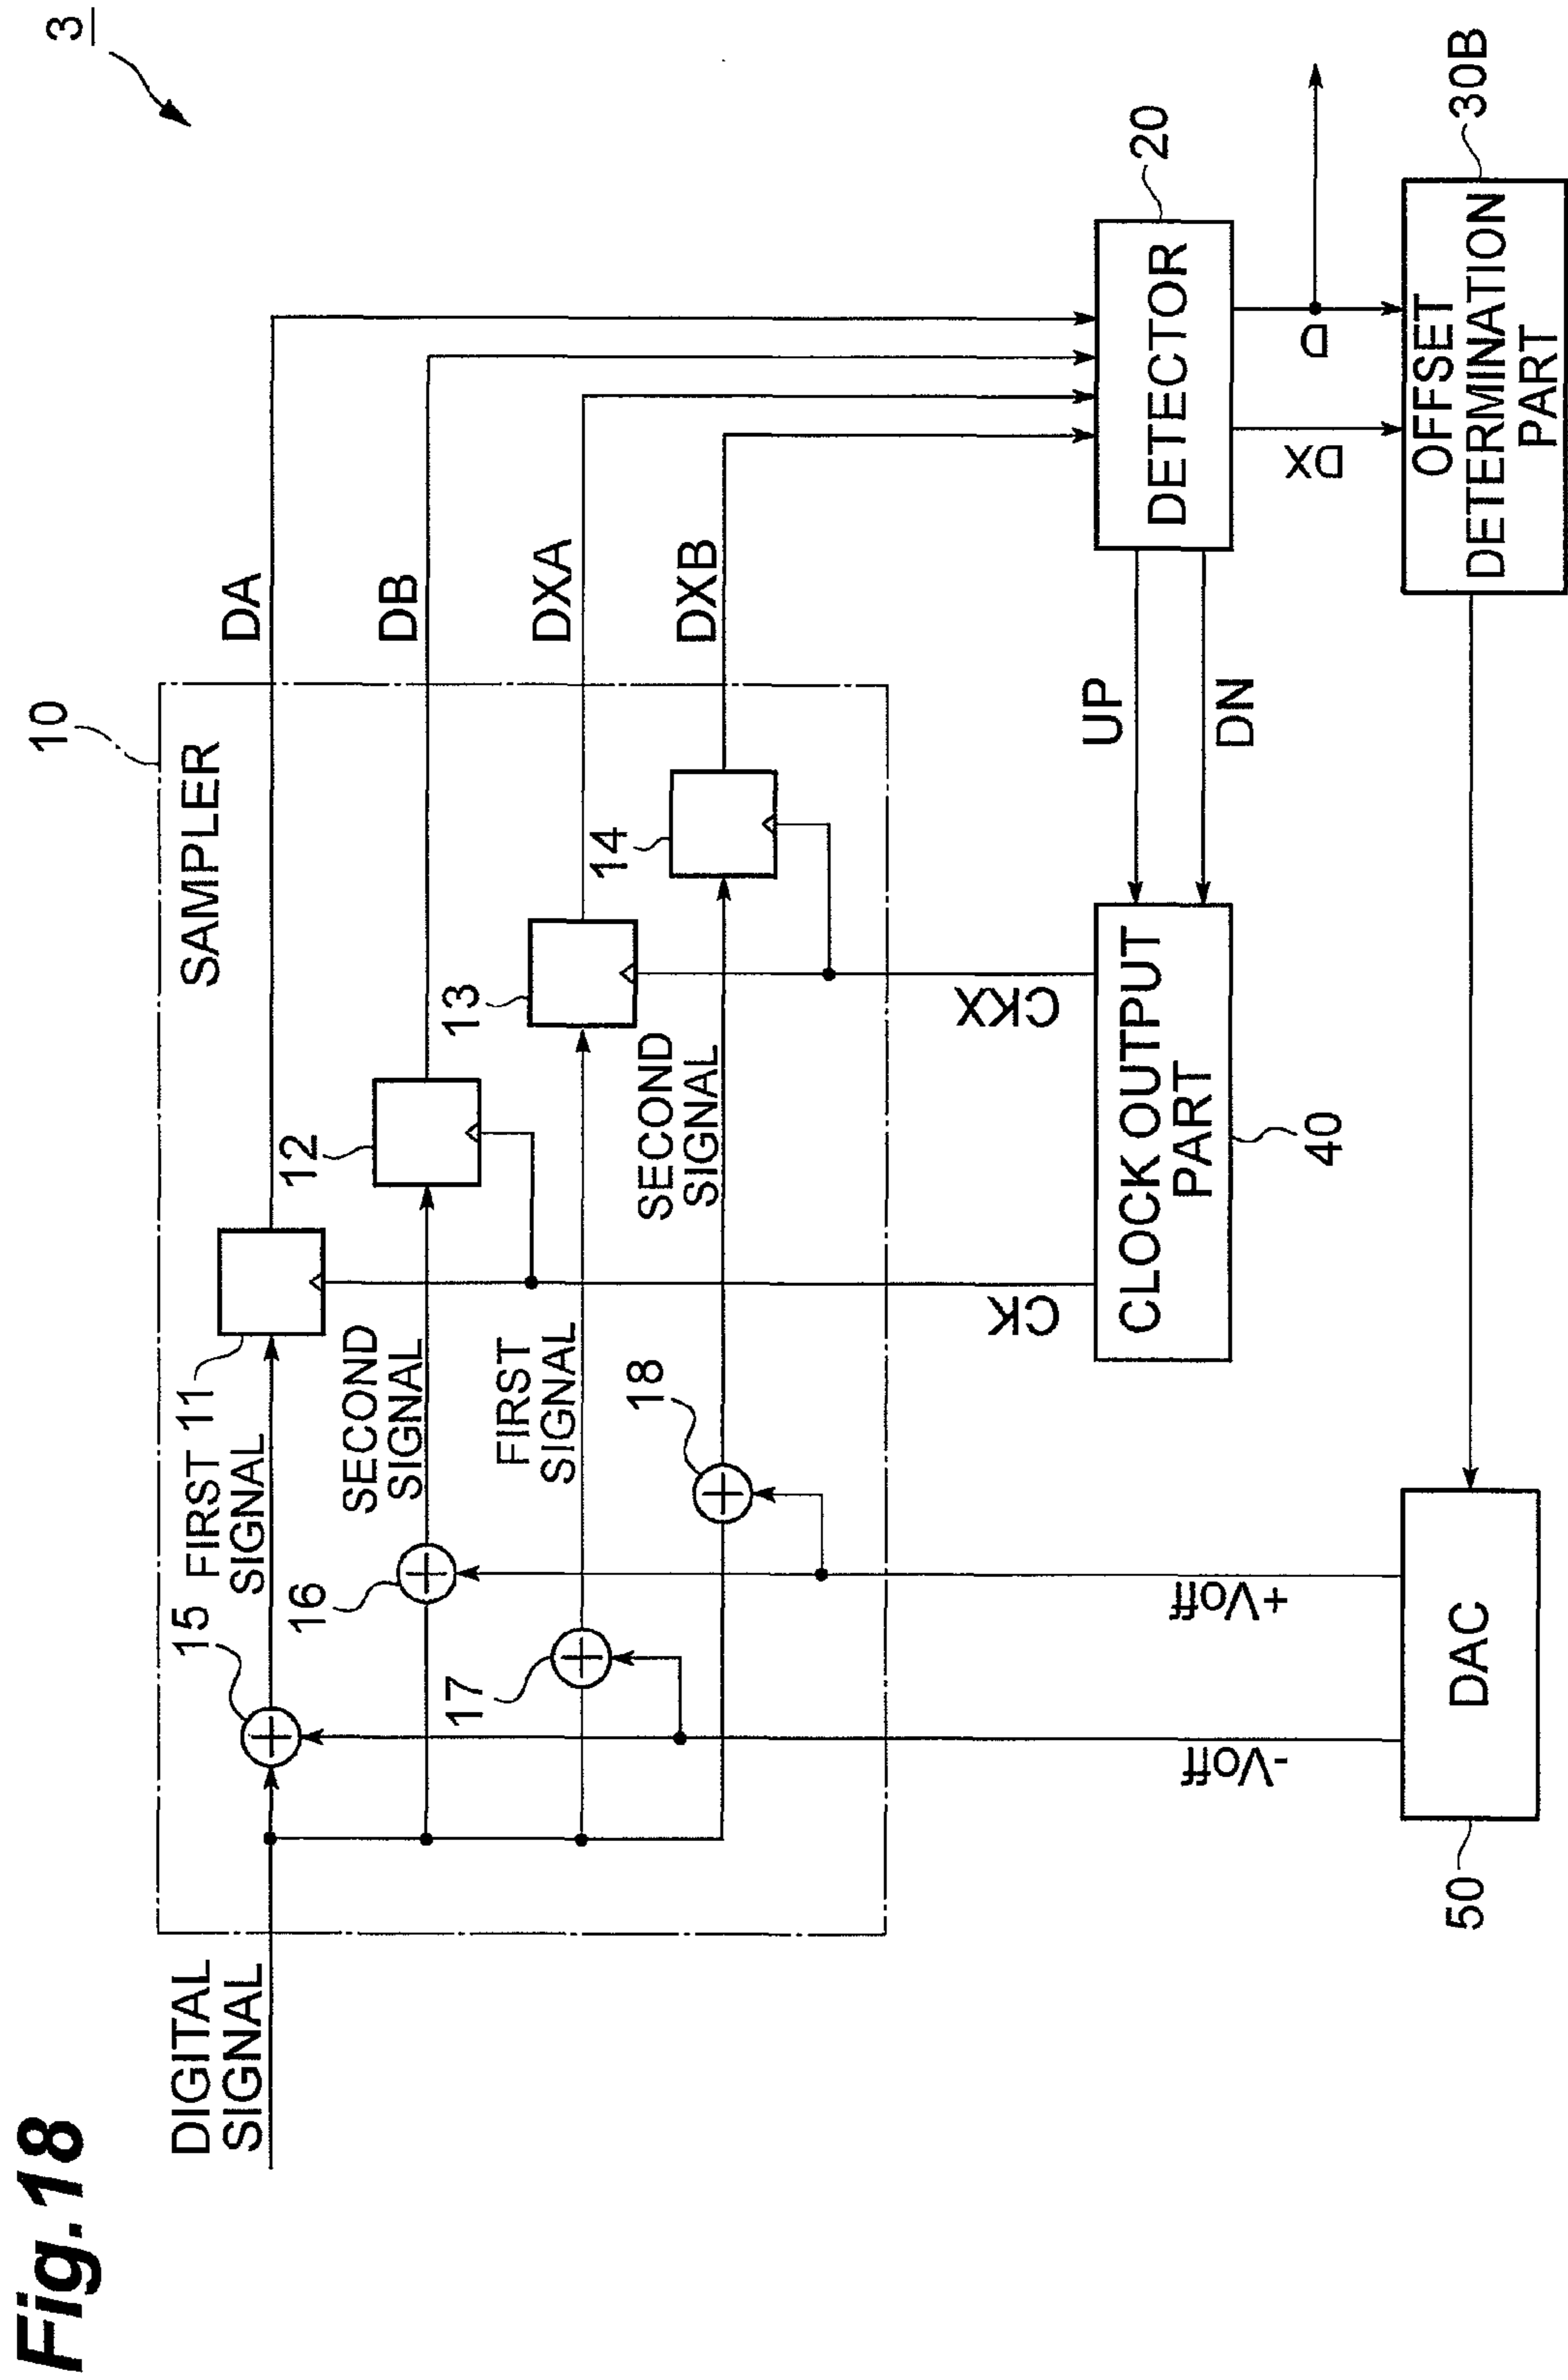 Fig.18
3
10
SAMPLER
DIGITAL
SIGNAL
15
FIRST
SIGNAL
11
DA
16
SECOND
SIGNAL
12
DB
17
FIRST
SIGNAL
13
DXA
18
SECOND
SIGNAL
14
DXB
-Voff
+Voff
CK
CKX
CLOCK OUTPUT
PART
40
UP
DN
DETECTOR
20
DX
D
DAC
50
OFFSET
DETERMINATION
PART
30B